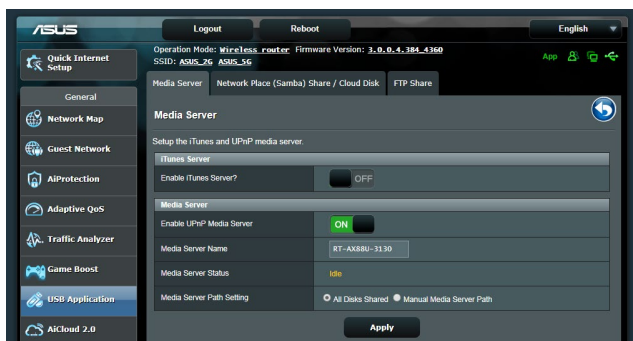 ASUS
Logout
Reboot
English
Operation Mode: Wireless router Firmware Version: 3.0.0.4.384_4360
SSID: ASUS_2G ASUS_5G
App
Quick Internet
Setup
General
Network Map
Guest Network
AiProtection
Adaptive QoS
Traffic Analyzer
Game Boost
USB Application
AiCloud 2.0
Media Server
Network Place (Samba) Share / Cloud Disk
FTP Share
Media Server
Setup the iTunes and UPnP media server.
iTunes Server
Enable iTunes Server?
OFF
Media Server
Enable UPnP Media Server
ON
Media Server Name
RT-AX88U-3130
Media Server Status
Idle
Media Server Path Setting
All Disks Shared
Manual Media Server Path
Apply